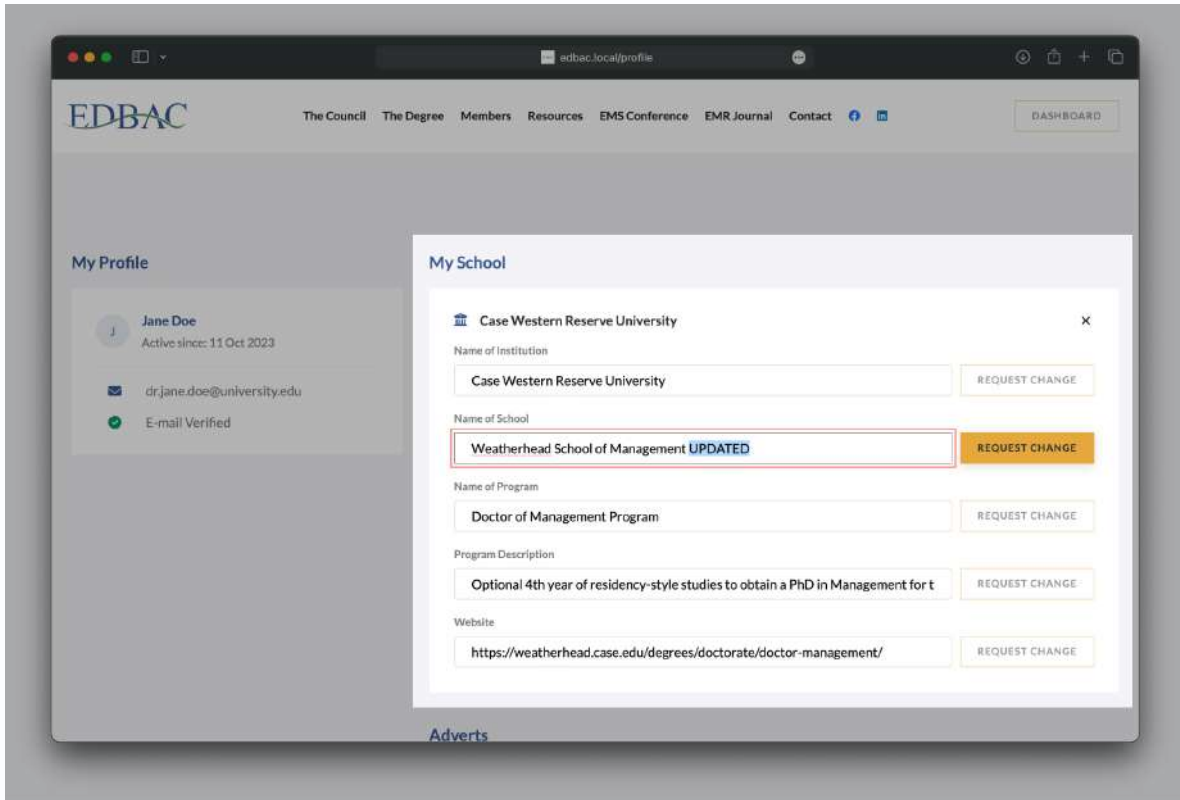 edbac.local/profile
EDBAC
The Council The Degree Members Resources EMS Conference EMR Journal Contact
DASHBOARD
My Profile
J
Jane Doe
Active since: 11 Oct 2023
dr.jane.doe@university.edu
E-mail Verified
My School
Case Western Reserve University
Name of Institution
Case Western Reserve University
REQUEST CHANGE
Name of School
Weatherhead School of Management UPDATED
REQUEST CHANGE
Name of Program
Doctor of Management Program
REQUEST CHANGE
Program Description
Optional 4th year of residency-style studies to obtain a PhD in Management for t
REQUEST CHANGE
Website
https://weatherhead.case.edu/degrees/doctorate/doctor-management/
REQUEST CHANGE
Adverts